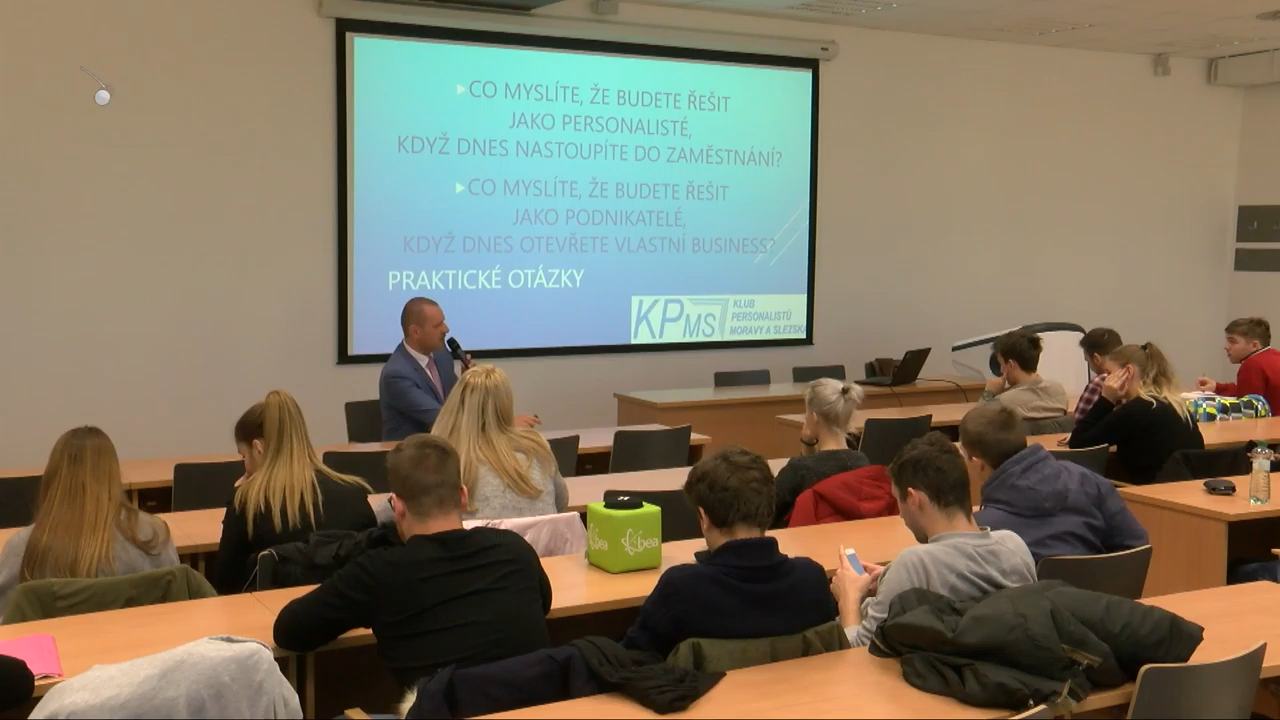 CO MYSLÍTE, ŽE BUDETE ŘEŠIT
JAKO PERSONALISTÉ,
KDYŽ DNES NASTOUPÍTE DO ZAMĚSTNÁNÍ?
CO MYSLÍTE, ŽE BUDETE ŘEŠIT
JAKO PODNIKATELÉ,
KDYŽ DNES OTEVŘETE VLASTNÍ BUSINESS?
PRAKTICKÉ OTÁZKY
KPMS
KLUB
PERSONALISTŮ
MORAVY A SLEZSKA
bea
bea